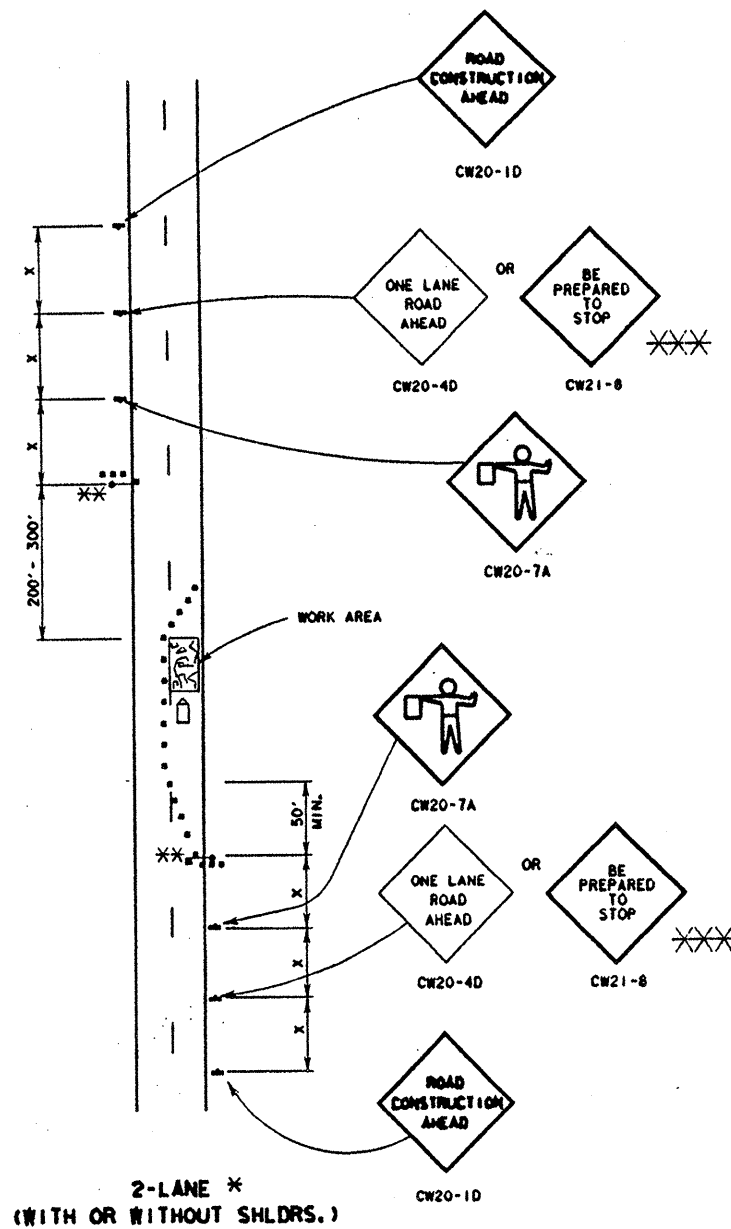 ROAD
CONSTRUCTION
AHEAD
CW20-1D
X
ONE LANE
ROAD
AHEAD
OR
BE
PREPARED
TO
STOP
***
CW20-4D
CW21-8
X
X
**
CW20-7A
200'- 300'
WORK AREA
CW20-7A
50'
MIN.
**
X
ONE LANE
ROAD
AHEAD
OR
BE
PREPARED
TO
STOP
***
X
CW20-4D
CW21-8
X
ROAD
CONSTRUCTION
AHEAD
CW20-1D
2-LANE *
(WITH OR WITHOUT SHLDRS.)